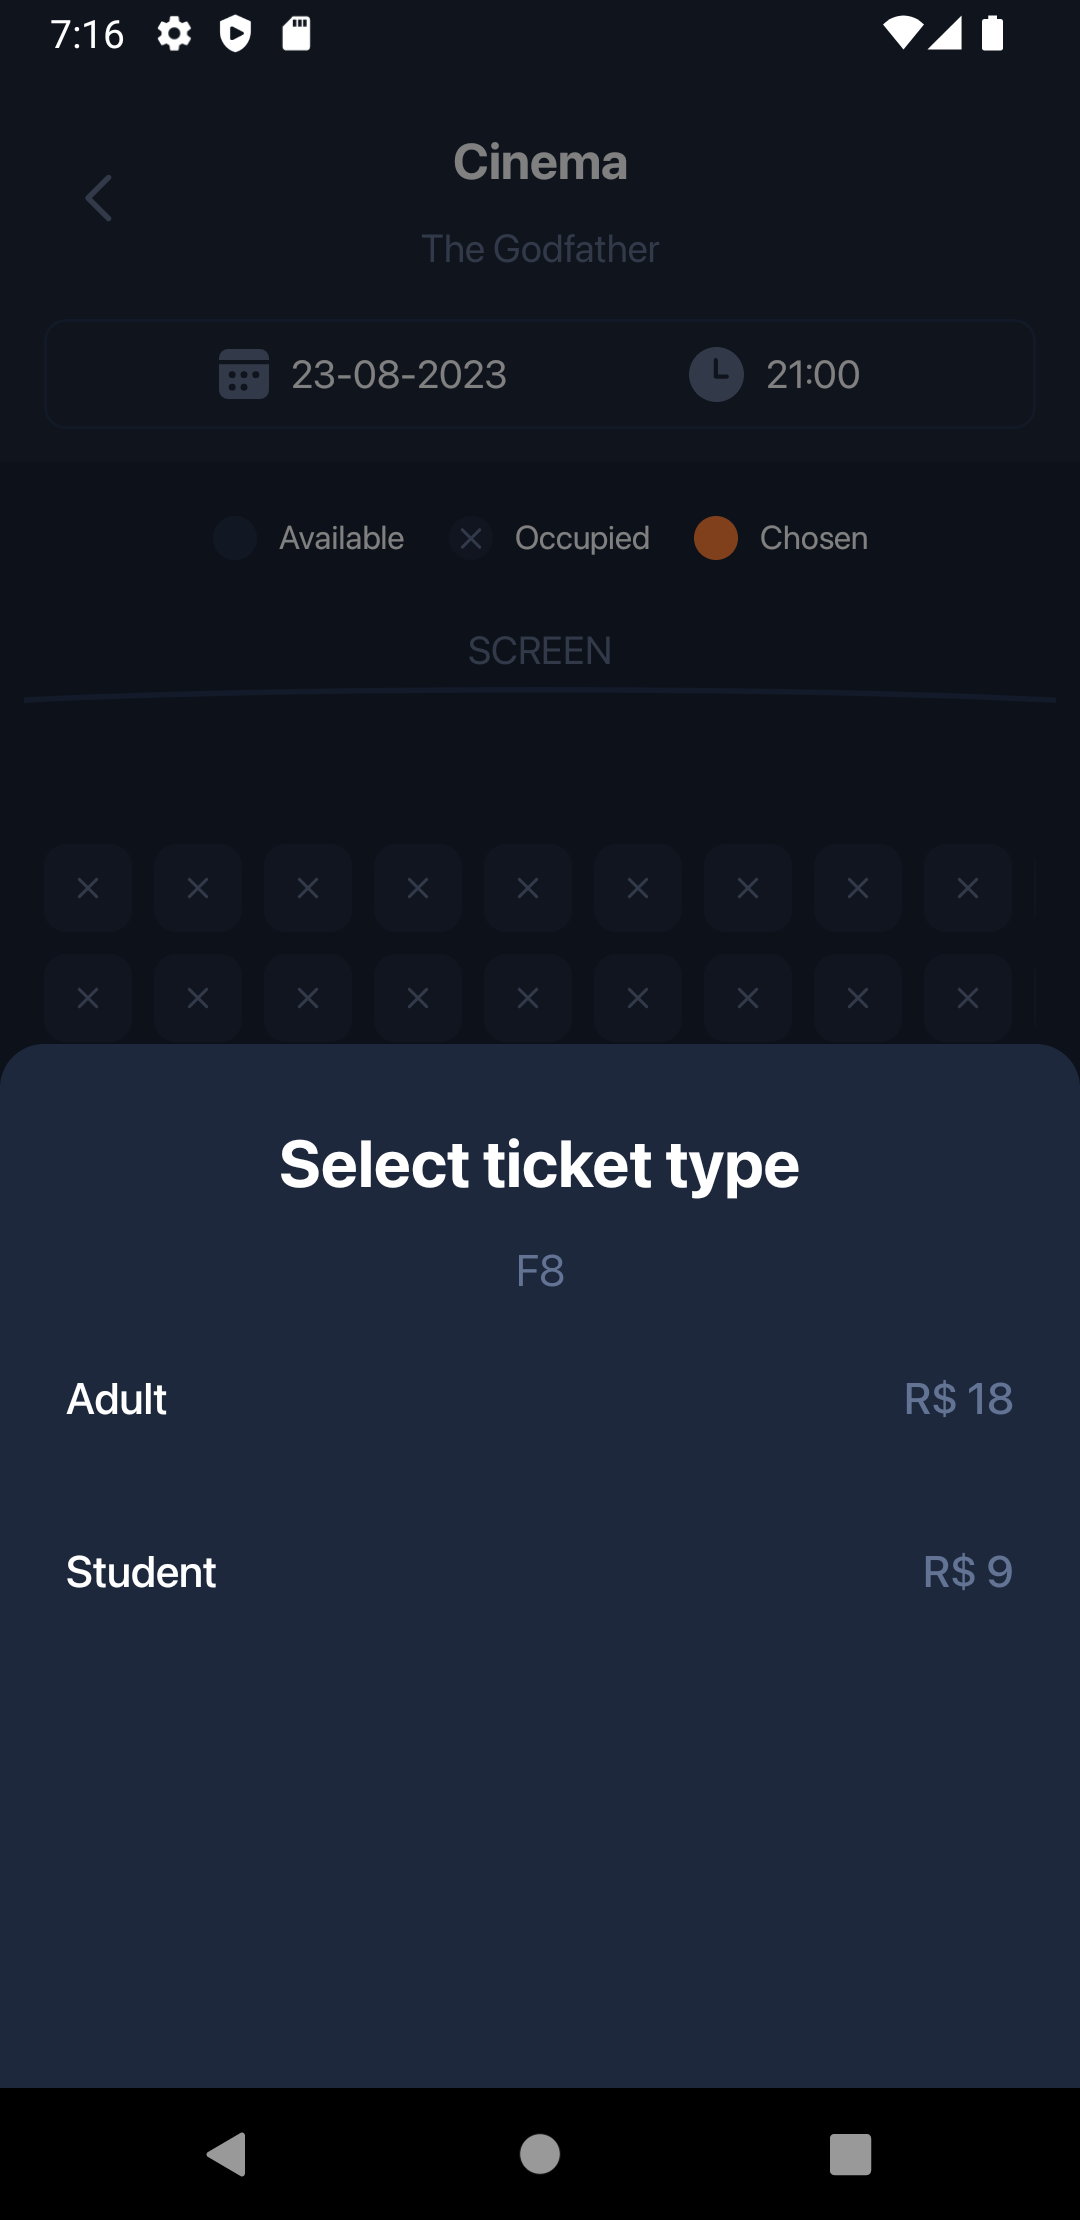 7:16
Cinema
The Godfather
23-08-2023 21:00
Available Occupied Chosen
SCREEN
Select ticket type
F8
Adult R$ 18
Student R$ 9